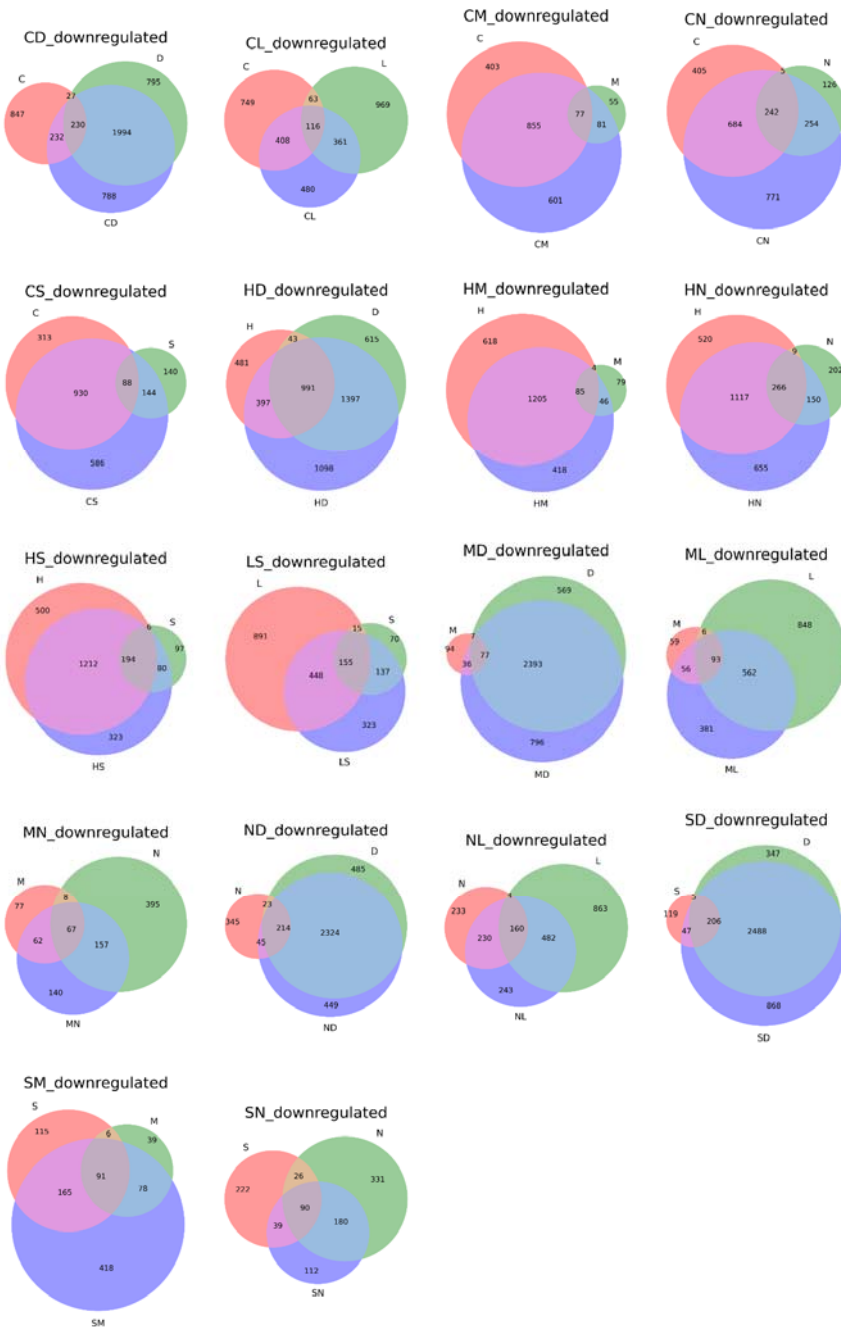 CD_downregulated
C
D
847
27
795
230
232
1994
788
CD
CL_downregulated
C
L
749
63
969
116
408
361
480
CL
CM_downregulated
C
M
403
55
77
855
81
601
CM
CN_downregulated
C
N
405
5
126
242
684
254
771
CN
CS_downregulated
C
S
313
140
88
930
144
586
CS
HD_downregulated
H
D
481
43
615
991
397
1397
1098
HD
HM_downregulated
H
M
618
4
79
85
1205
46
418
HM
HN_downregulated
H
N
520
9
202
266
1117
150
655
HN
HS_downregulated
H
S
500
6
97
194
1212
80
323
HS
LS_downregulated
L
S
891
15
70
155
448
137
323
LS
MD_downregulated
M
D
94
7
569
77
36
2393
796
MD
ML_downregulated
M
L
59
6
848
93
56
562
381
ML
MN_downregulated
M
N
77
8
395
67
62
157
140
MN
ND_downregulated
N
D
345
23
485
214
45
2324
449
ND
NL_downregulated
N
L
233
863
160
230
482
243
NL
SD_downregulated
S
D
119
5
347
206
47
2488
868
SD
SM_downregulated
S
M
115
6
39
91
165
78
418
SM
SN_downregulated
S
N
222
26
331
90
39
180
112
SN